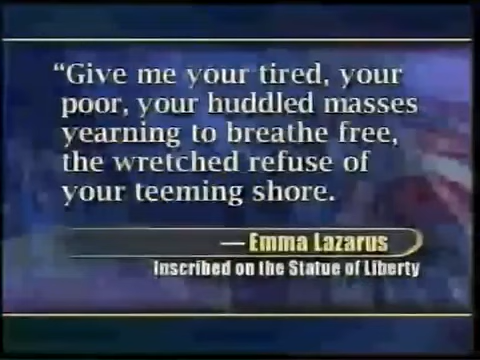 “Give me your tired, your
poor, your huddled masses
yearning to breathe free,
the wretched refuse of
your teeming shore.
— Emma Lazarus
Inscribed on the Statue of Liberty